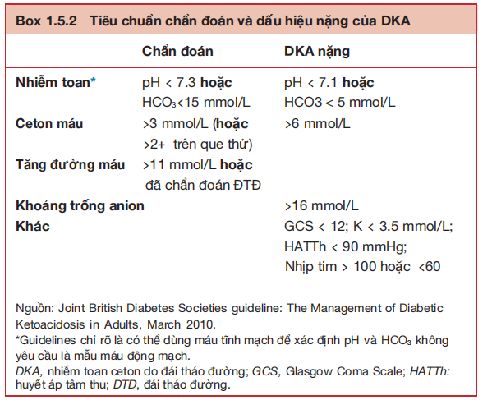 Box 1.5.2 Tiêu chuẩn chẩn đoán và dấu hiệu nặng của DKA
Chẩn đoán DKA nặng
Nhiễm toan* pH < 7.3 hoặc pH < 7.1 hoặc
HCO₃<15 mmol/L HCO3 < 5 mmol/L
Ceton máu >3 mmol/L (hoặc >6 mmol/L
>2+ trên que thử)
Tăng đường máu >11 mmol/L hoặc
đã chẩn đoán ĐTĐ
Khoảng trống anion >16 mmol/L
Khác GCS < 12; K < 3.5 mmol/L;
HATTh < 90 mmHg;
Nhịp tim > 100 hoặc <60
Nguồn: Joint British Diabetes Societies guideline: The Management of Diabetic
Ketoacidosis in Adults, March 2010.
*Guidelines chỉ rõ là có thể dùng máu tĩnh mạch để xác định pH và HCO₃ không
yêu cầu là mẫu máu động mạch.
DKA, nhiễm toan ceton do đái tháo đường; GCS, Glasgow Coma Scale; HATTh:
huyết áp tâm thu; DTD, đái tháo đường.